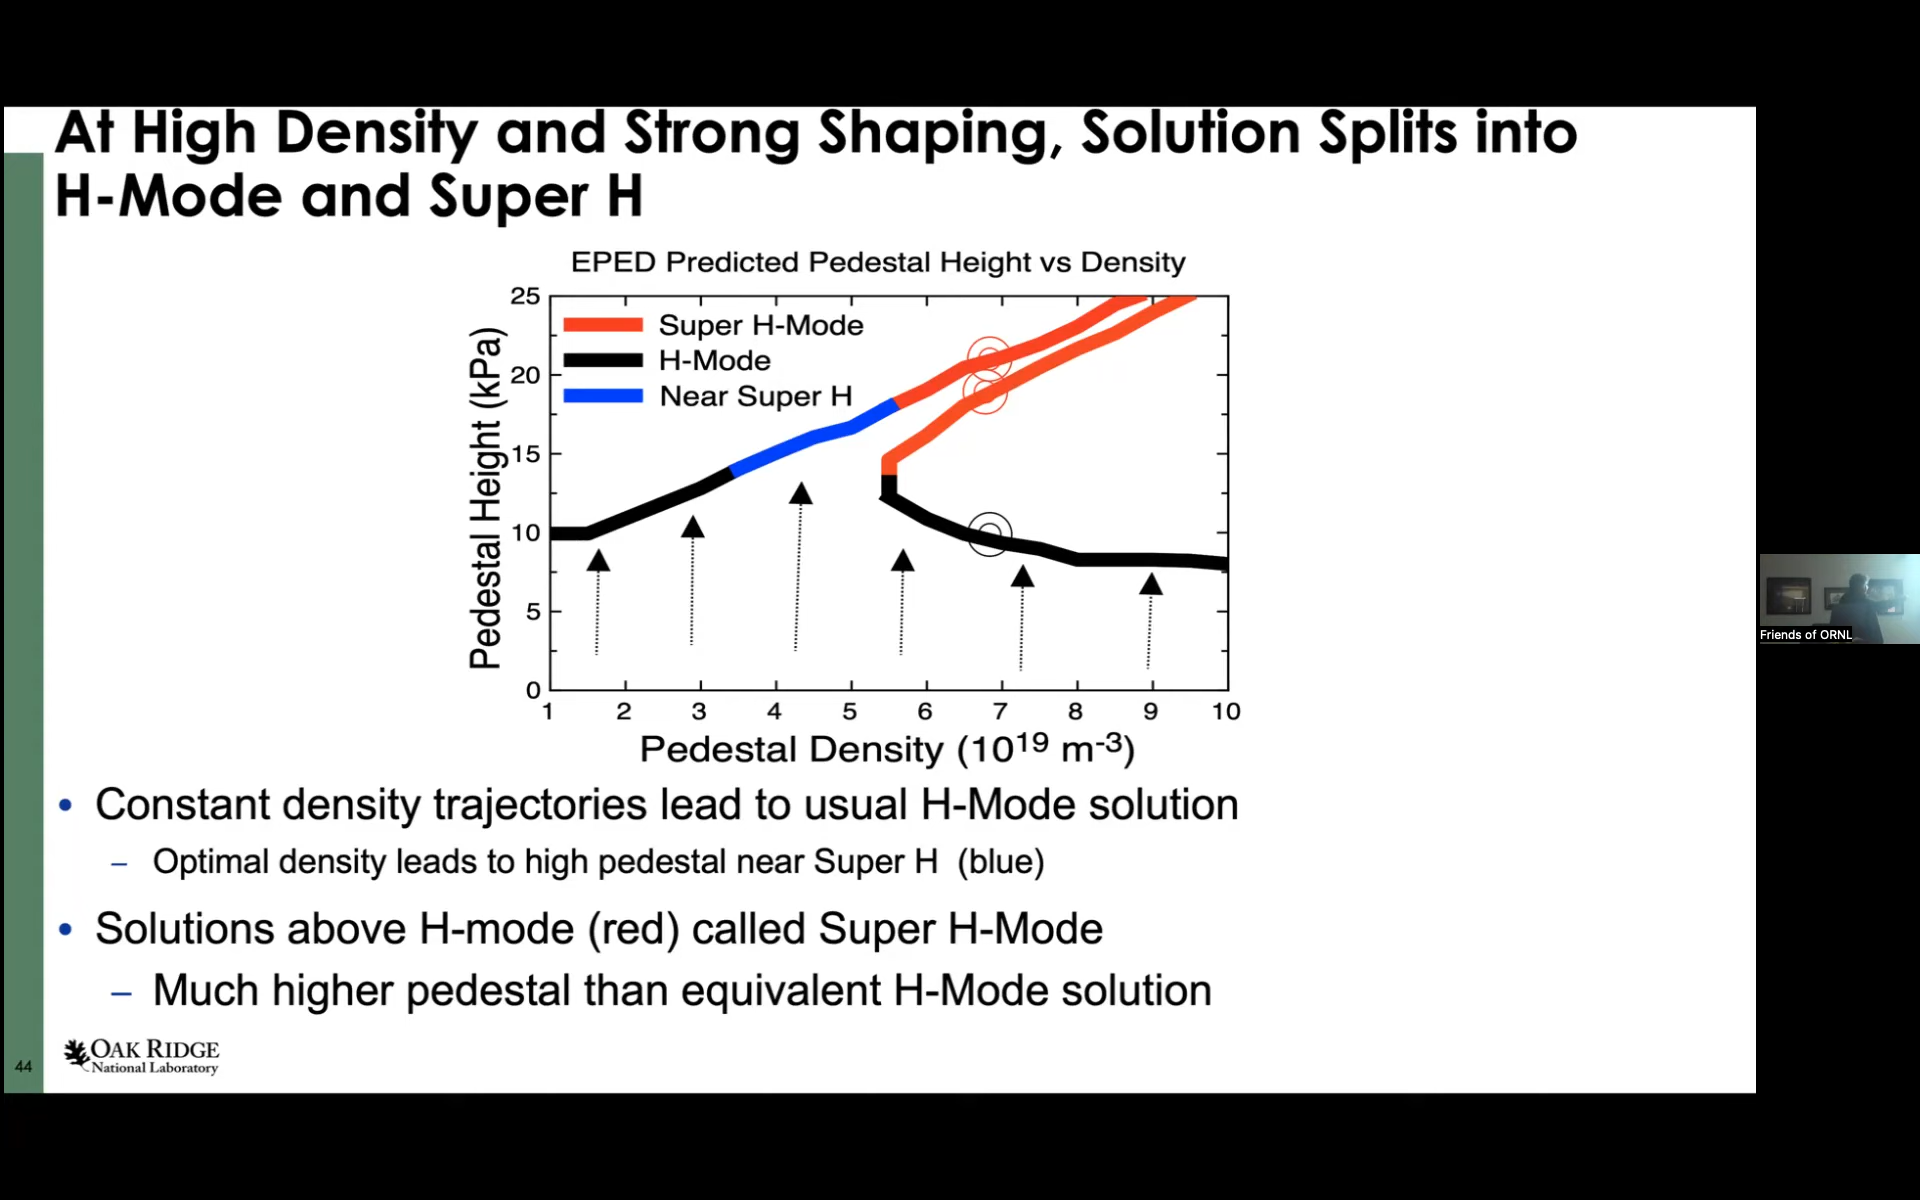 At High Density and Strong Shaping, Solution Splits into
H-Mode and Super H
EPED Predicted Pedestal Height vs Density
Pedestal Height (kPa)
25
20
15
10
5
0
Super H-Mode
H-Mode
Near Super H
1 2 3 4 5 6 7 8 9 10
Pedestal Density (10¹⁹ m⁻³)
• Constant density trajectories lead to usual H-Mode solution
– Optimal density leads to high pedestal near Super H (blue)
• Solutions above H-mode (red) called Super H-Mode
– Much higher pedestal than equivalent H-Mode solution
44
OAK RIDGE
National Laboratory
Friends of ORNL